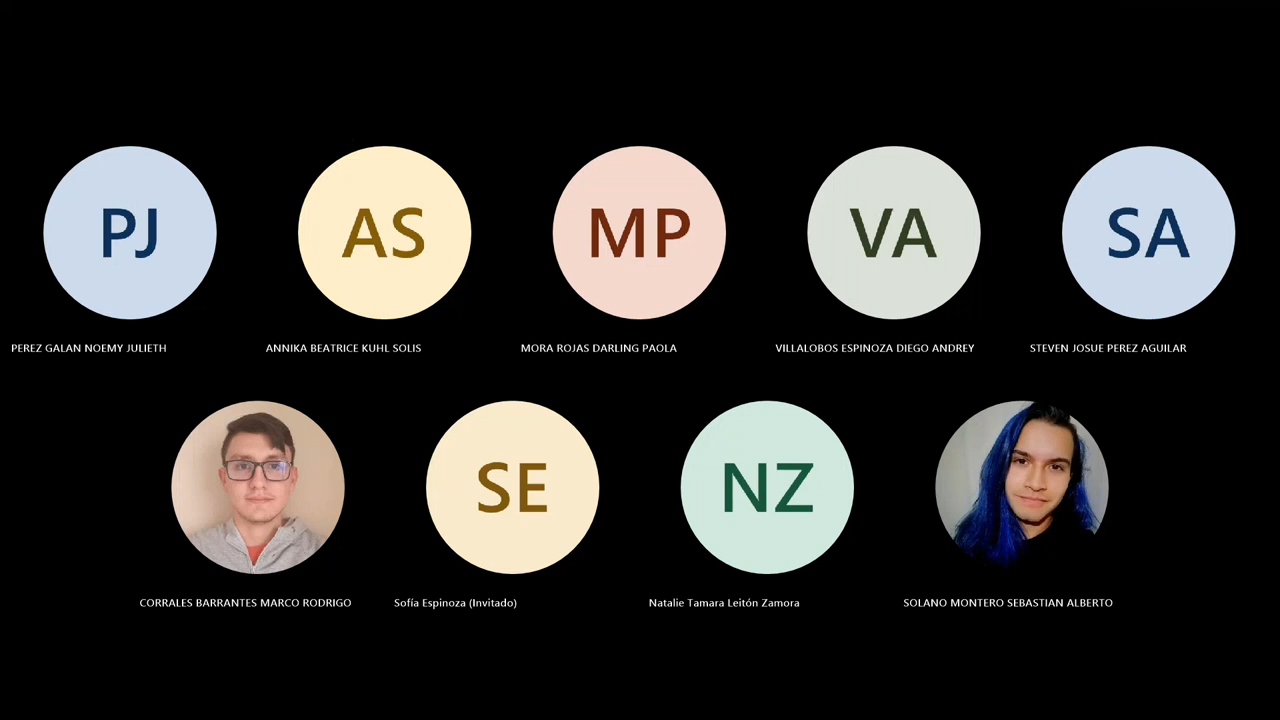 PJ
AS
MP
VA
SA
PEREZ GALAN NOEMY JULIETH
ANNIKA BEATRICE KUHL SOLIS
MORA ROJAS DARLING PAOLA
VILLALOBOS ESPINOZA DIEGO ANDREY
STEVEN JOSUE PEREZ AGUILAR
SE
NZ
CORRALES BARRANTES MARCO RODRIGO
Sofía Espinoza (Invitado)
Natalie Tamara Leitón Zamora
SOLANO MONTERO SEBASTIAN ALBERTO